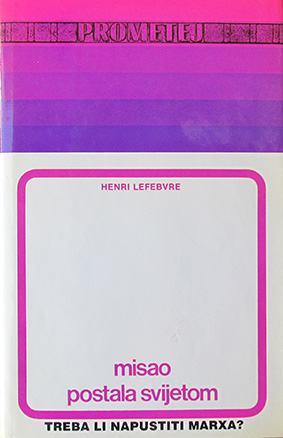 PROMETEJ
HENRI LEFEBVRE
misao
postala svijetom
TREBA LI NAPUSTITI MARXA?